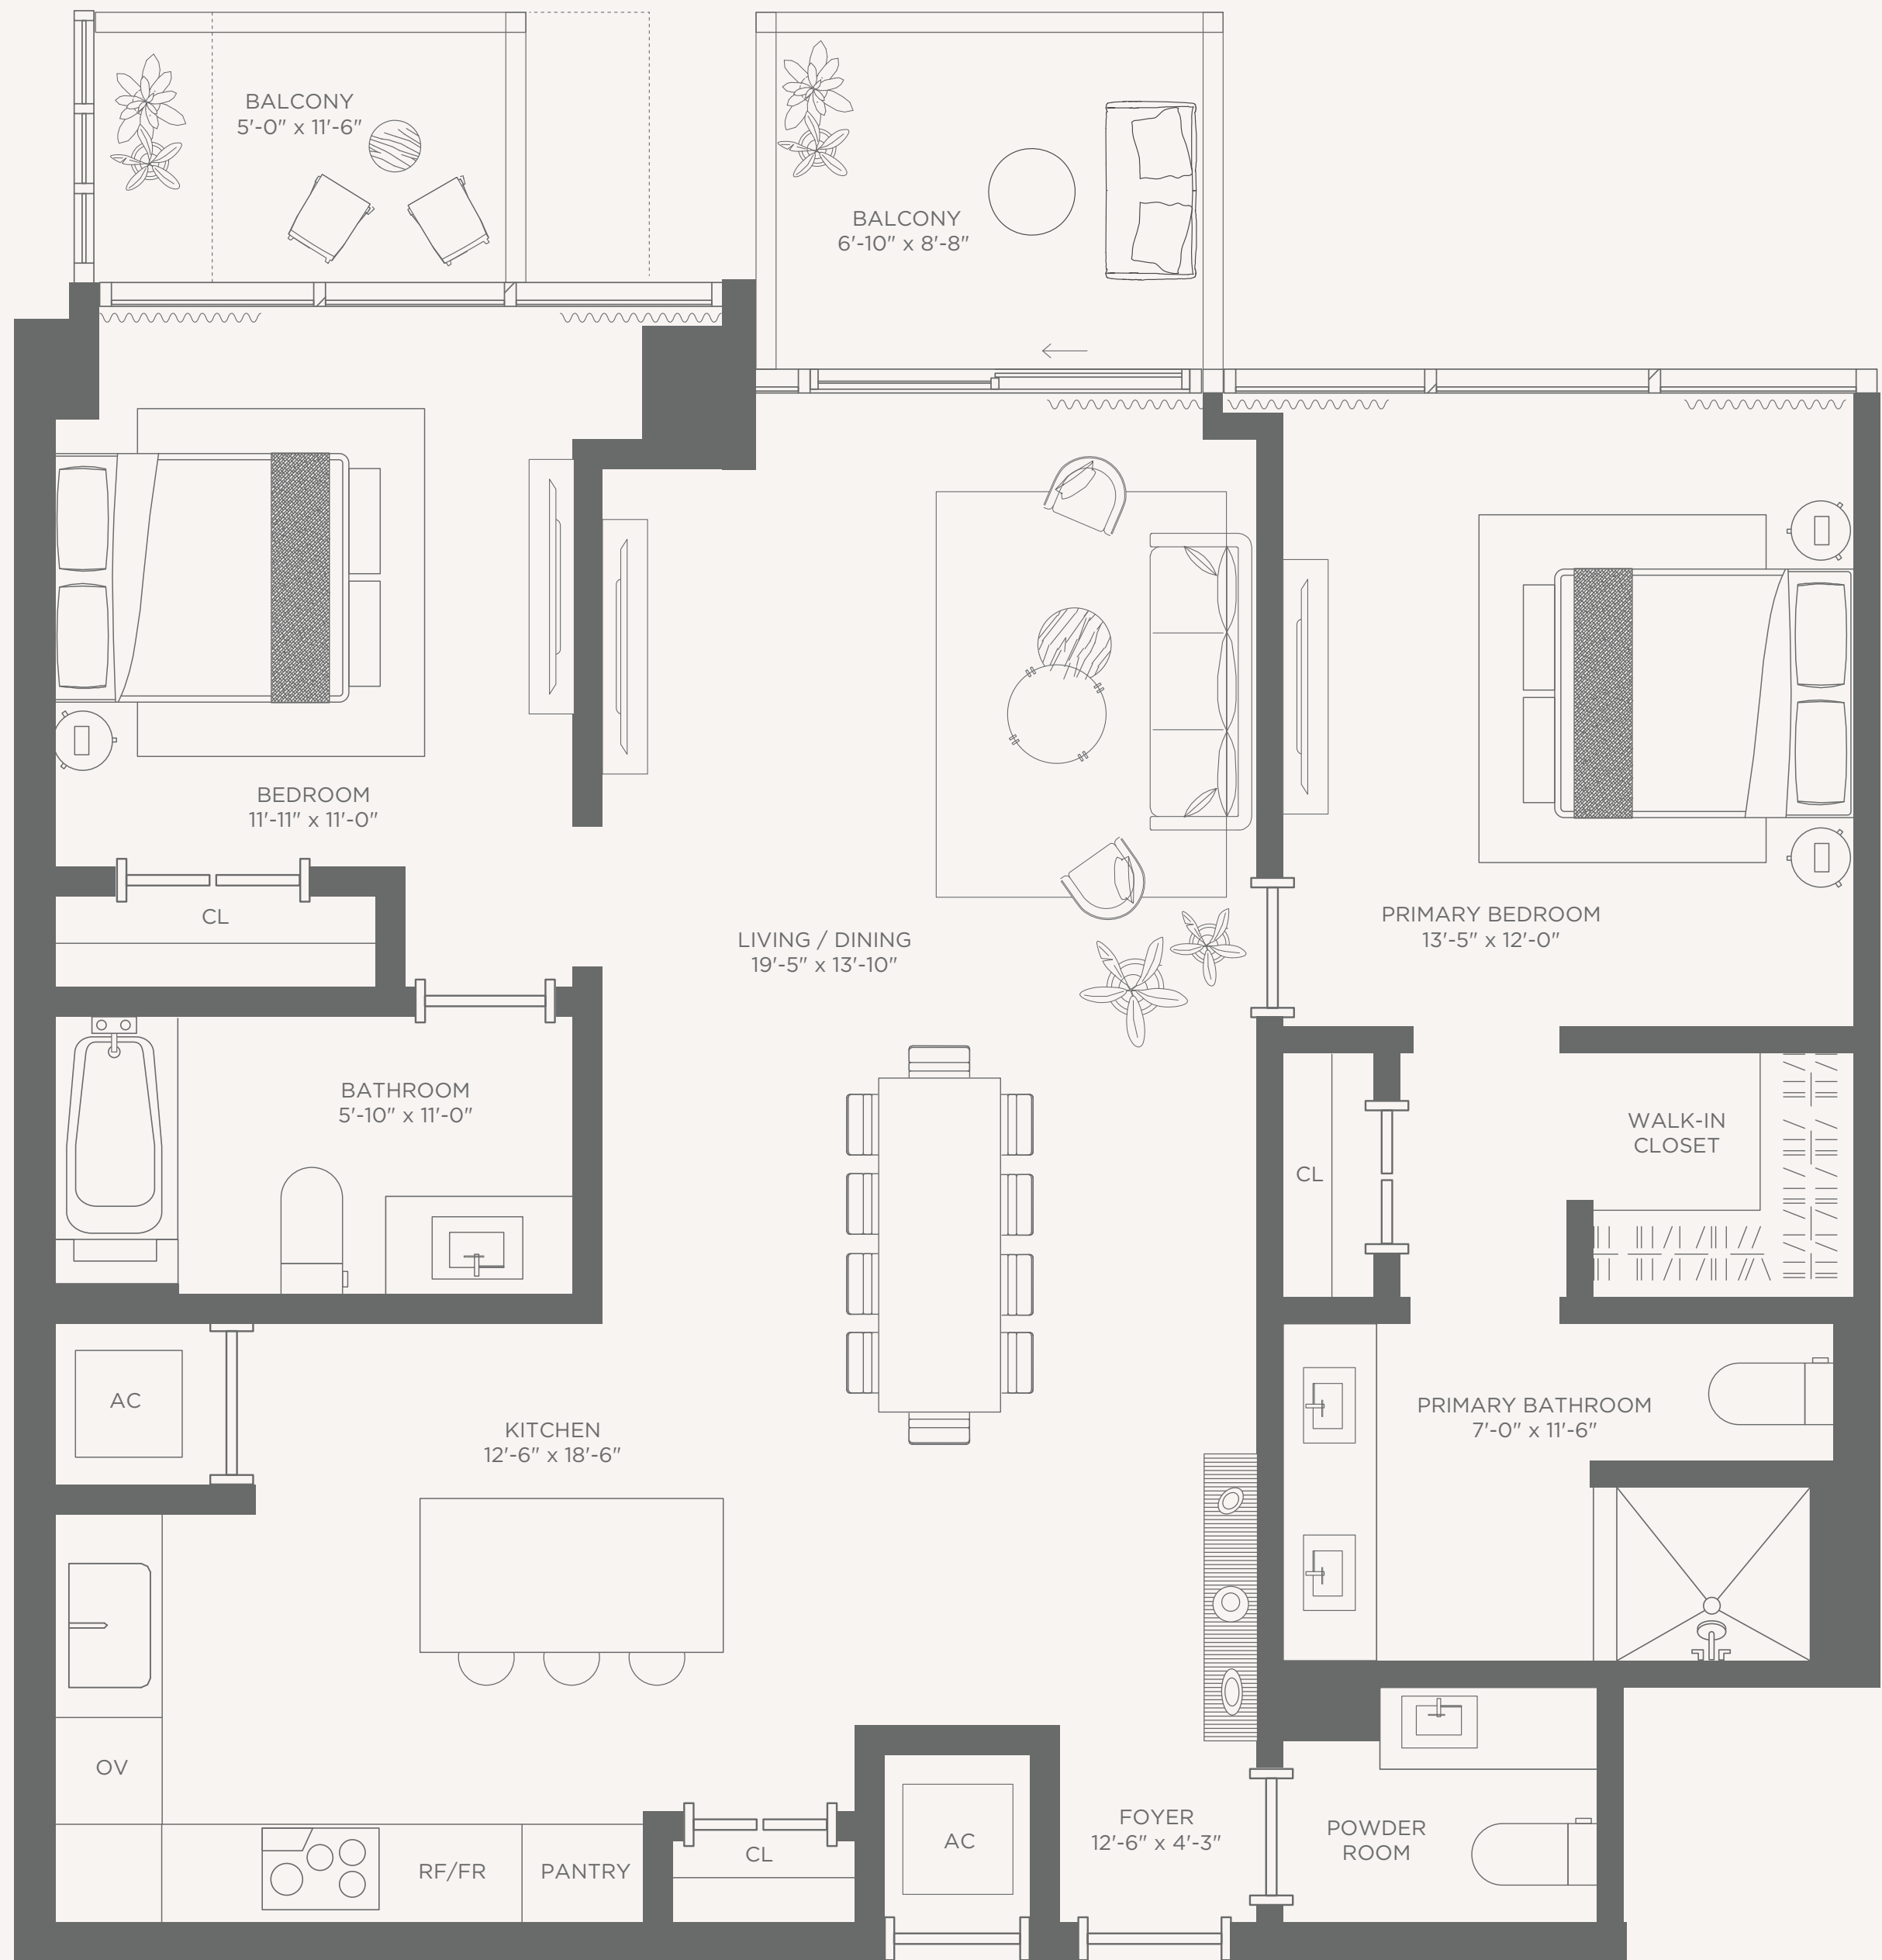 BALCONY
5'-0" x 11'-6"
BALCONY
6'-10" x 8'-8"
BEDROOM
11'-11" x 11'-0"
CL
LIVING / DINING
19'-5" x 13'-10"
PRIMARY BEDROOM
13'-5" x 12'-0"
BATHROOM
5'-10" x 11'-0"
WALK-IN
CLOSET
CL
AC
KITCHEN
12'-6" x 18'-6"
PRIMARY BATHROOM
7'-0" x 11'-6"
OV
RF/FR
PANTRY
CL
AC
FOYER
12'-6" x 4'-3"
POWDER
ROOM